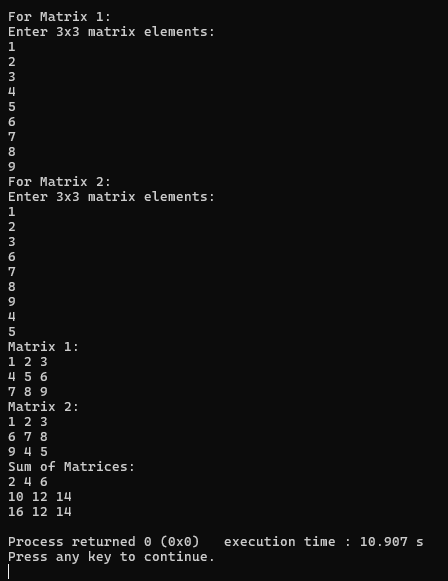 For Matrix 1:
Enter 3x3 matrix elements:
1
2
3
4
5
6
7
8
9
For Matrix 2:
Enter 3x3 matrix elements:
1
2
3
6
7
8
9
4
5
Matrix 1:
1 2 3
4 5 6
7 8 9
Matrix 2:
1 2 3
6 7 8
9 4 5
Sum of Matrices:
2 4 6
10 12 14
16 12 14

Process returned 0 (0x0)   execution time : 10.907 s
Press any key to continue.